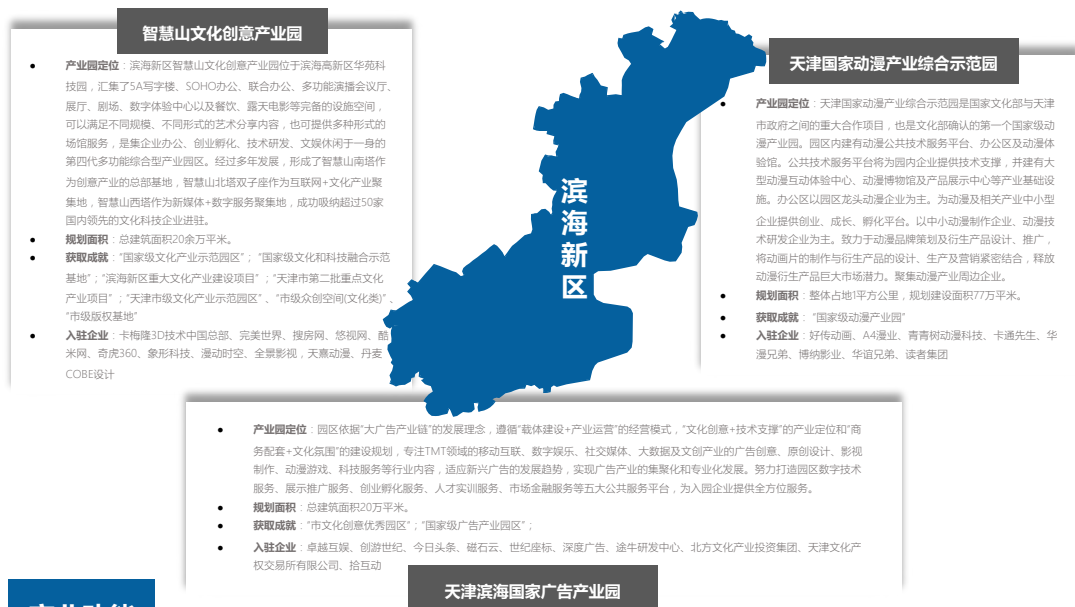 智慧山文化创意产业园
• 产业园定位：滨海新区智慧山文化创意产业园位于滨海高新区华苑科
技园，汇集了5A写字楼、SOHO办公、联合办公、多功能演播会议厅、
展厅、剧场、数字体验中心以及餐饮、露天电影等完备的设施空间，
可以满足不同规模、不同形式的艺术分享内容，也可提供多种形式的
场馆服务，是集企业办公、创业孵化、技术研发、文娱休闲于一身的
第四代多功能综合型产业园区。经过多年发展，形成了智慧山南塔作
为创意产业的总部基地，智慧山北塔双子座作为互联网+文化产业聚
集地，智慧山西塔作为新媒体+数字服务聚集地，成功吸纳超过50家
国内领先的文化科技企业进驻。
• 规划面积：总建筑面积20余万平米。
• 获取成就：“国家级文化产业示范园区”；“国家级文化和科技融合示范
基地”；“滨海新区重大文化产业建设项目”；“天津市第二批重点文化
产业项目”；“天津市级文化产业示范园区”、“市级众创空间(文化类)”、
“市级版权基地”
• 入驻企业：卡梅隆3D技术中国总部、完美世界、搜房网、悠视网、酷
米网、奇虎360、象形科技、漫动时空、全景影视，天嘉动漫、丹麦
COBE设计
滨海新区
天津国家动漫产业综合示范园
• 产业园定位：天津国家动漫产业综合示范园是国家文化部与天津
市政府之间的重大合作项目，也是文化部确认的第一个国家级动
漫产业园。园区内建有动漫公共技术服务平台、办公区及动漫体
验馆。公共技术服务平台将为园内企业提供技术支撑，并建有大
型动漫互动体验中心、动漫博物馆及产品展示中心等产业基础设
施。办公区以园区龙头动漫企业为主。为动漫及相关产业中小型
企业提供创业、成长、孵化平台。以中小动漫制作企业、动漫技
术研发企业为主。致力于动漫品牌策划及衍生产品设计、推广，
将动画片的制作与衍生产品的设计、生产及营销紧密结合，释放
动漫衍生产品巨大市场潜力。聚集动漫产业周边企业。
• 规划面积：整体占地1平方公里，规划建设面积77万平米。
• 获取成就：“国家级动漫产业园”
• 入驻企业：好传动画、A4漫业、青青树动漫科技、卡通先生、华
漫兄弟、博纳影业、华谊兄弟、读者集团
• 产业园定位：园区依据“大广告产业链”的发展理念，遵循“载体建设+产业运营”的经营模式，“文化创意+技术支撑”的产业定位和“商
务配套+文化氛围”的建设规划，专注TMT领域的移动互联、数字娱乐、社交媒体、大数据及文创产业的广告创意、原创设计、影视
制作、动漫游戏、科技服务等行业内容，适应新兴广告的发展趋势，实现广告产业的集聚化和专业化发展。努力打造园区数字技术
服务、展示推广服务、创业孵化服务、人才实训服务、市场金融服务等五大公共服务平台，为入园企业提供全方位服务。
• 规划面积：总建筑面积20万平米。
• 获取成就：“市文化创意优秀园区”；“国家级广告产业园区”；
• 入驻企业：卓越互娱、创游世纪、今日头条、磁石云、世纪座标、深度广告、途牛研发中心、北方文化产业投资集团、天津文化产
权交易所有限公司、拾互动
天津滨海国家广告产业园